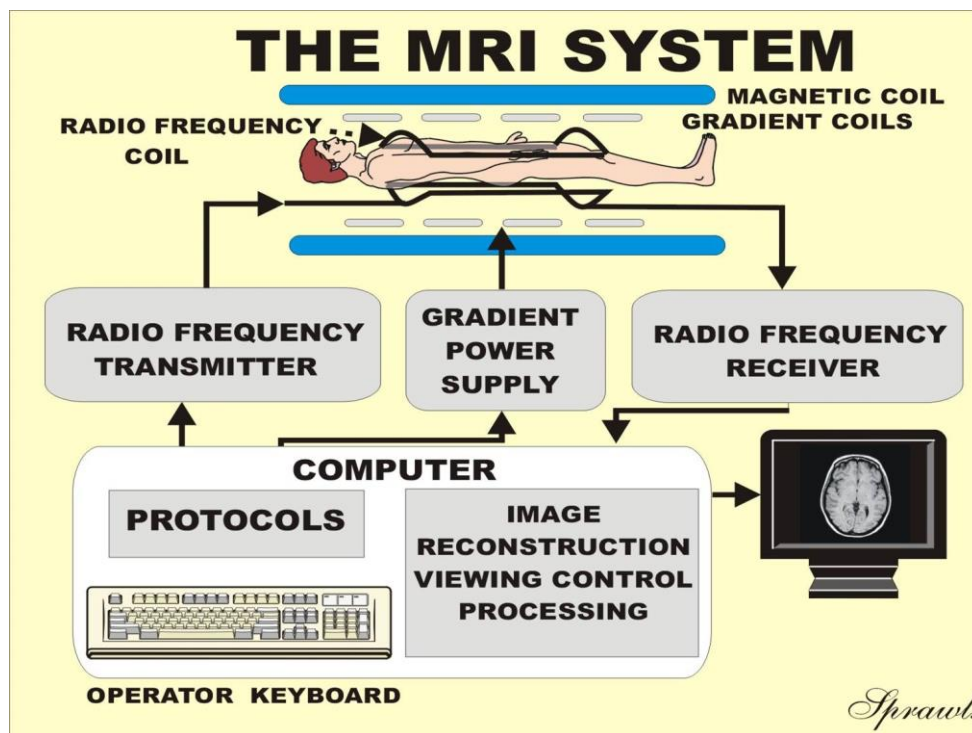 THE MRI SYSTEM
MAGNETIC COIL
GRADIENT COILS
RADIO FREQUENCY
COIL
RADIO FREQUENCY
TRANSMITTER
GRADIENT
POWER
SUPPLY
RADIO FREQUENCY
RECEIVER
COMPUTER
PROTOCOLS
IMAGE
RECONSTRUCTION
VIEWING CONTROL
PROCESSING
OPERATOR KEYBOARD